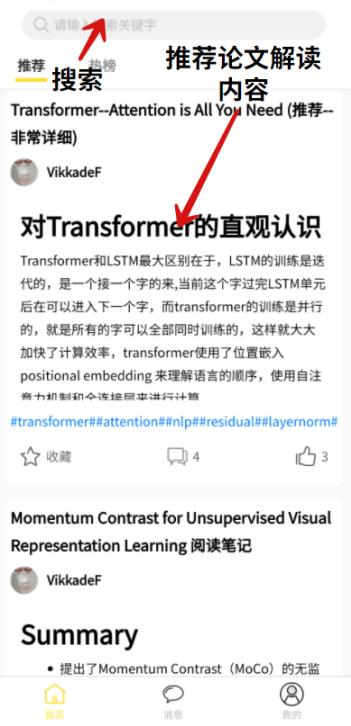 请输入搜索关键字
推荐 热榜
搜索
推荐论文解读
内容
Transformer--Attention is All You Need (推荐--
非常详细)
VikkadeF
对Transformer的直观认识
Transformer和LSTM最大区别在于，LSTM的训练是迭
代的，是一个接一个字的来,当前这个字过完LSTM单元
后在可以进入下一个字，而transformer的训练是并行
的，就是所有的字可以全部同时训练的，这样就大大
加快了计算效率，transformer使用了位置嵌入
positional embedding 来理解语言的顺序，使用自注
意力机制和全连接层来进行计算
#transformer##attention##nlp##residual##layernorm#
收藏 4 3
Momentum Contrast for Unsupervised Visual
Representation Learning 阅读笔记
VikkadeF
Summary
• 提出了Momentum Contrast（MoCo）的无监
首页 消息 我的